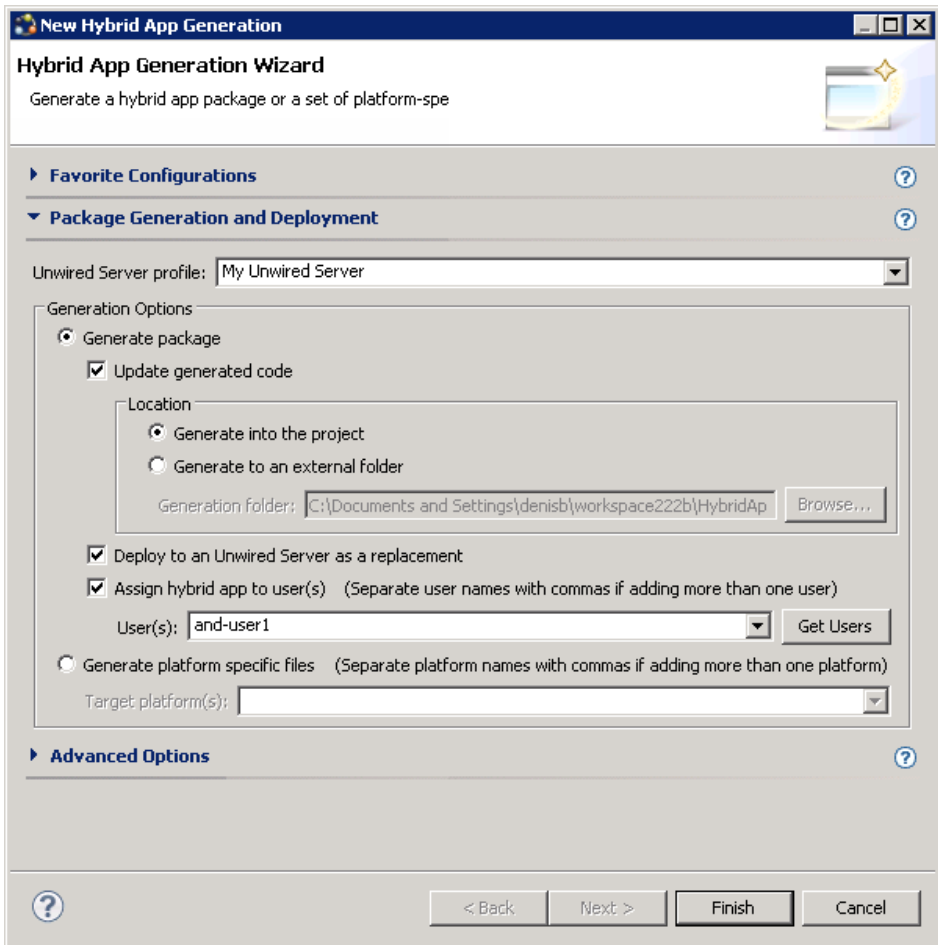 New Hybrid App Generation
Hybrid App Generation Wizard
Generate a hybrid app package or a set of platform-spe
Favorite Configurations
Package Generation and Deployment
Unwired Server profile: My Unwired Server
Generation Options
Generate package
Update generated code
Location
Generate into the project
Generate to an external folder
Generation folder: C:\Documents and Settings\denisb\workspace222b\HybridAp Browse...
Deploy to an Unwired Server as a replacement
Assign hybrid app to user(s) (Separate user names with commas if adding more than one user)
User(s): and-user1 Get Users
Generate platform specific files (Separate platform names with commas if adding more than one platform)
Target platform(s):
Advanced Options
< Back Next > Finish Cancel